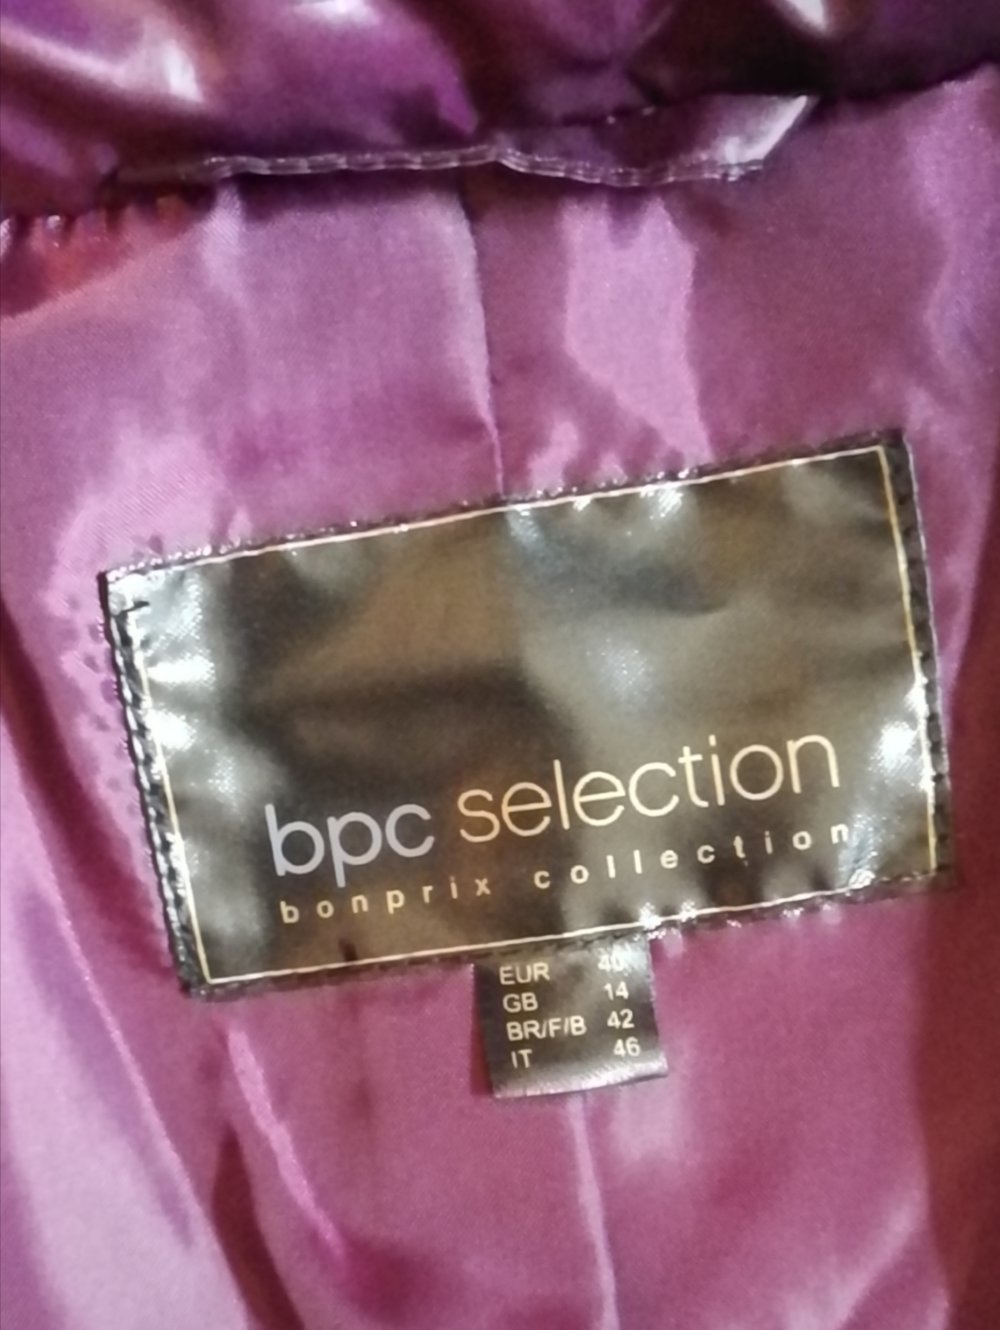 bpc selection
bonprix collection
EUR 40
GB 14
BR/F/B 42
IT 46